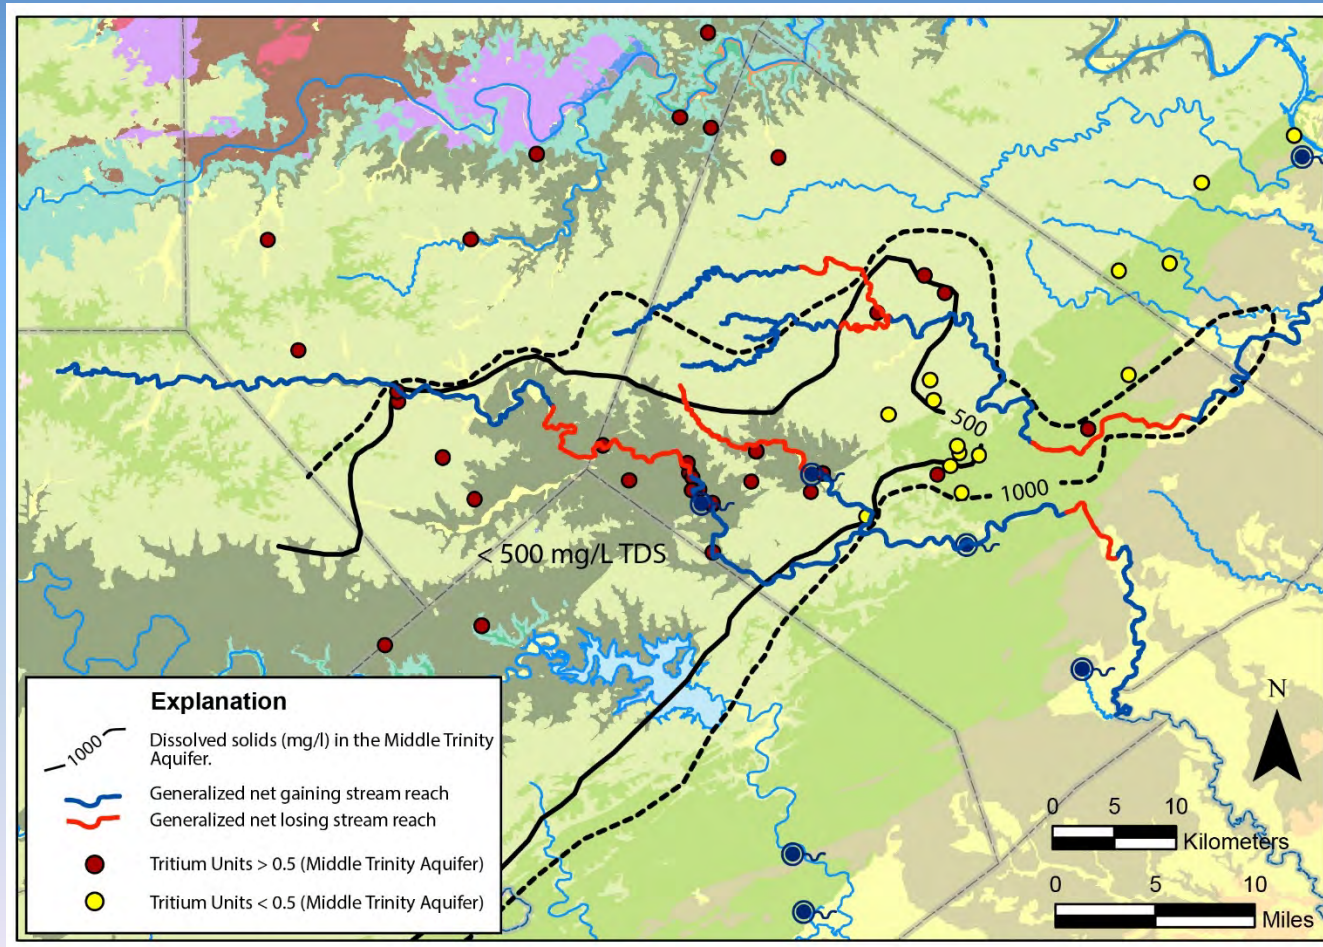 500
1000
< 500 mg/L TDS
Explanation
1000
Dissolved solids (mg/l) in the Middle Trinity
Aquifer.
Generalized net gaining stream reach
Generalized net losing stream reach
Tritium Units > 0.5 (Middle Trinity Aquifer)
Tritium Units < 0.5 (Middle Trinity Aquifer)
N
0 5 10
Kilometers
0 5 10
Miles